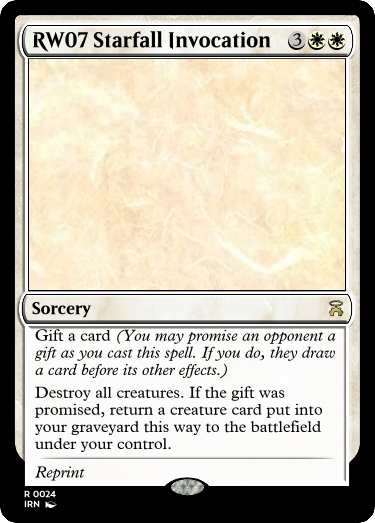 RW07 Starfall Invocation 3
Sorcery
Gift a card (You may promise an opponent a
gift as you cast this spell. If you do, they draw
a card before its other effects.)
Destroy all creatures. If the gift was
promised, return a creature card put into
your graveyard this way to the battlefield
under your control.
Reprint
R 0024
IRN